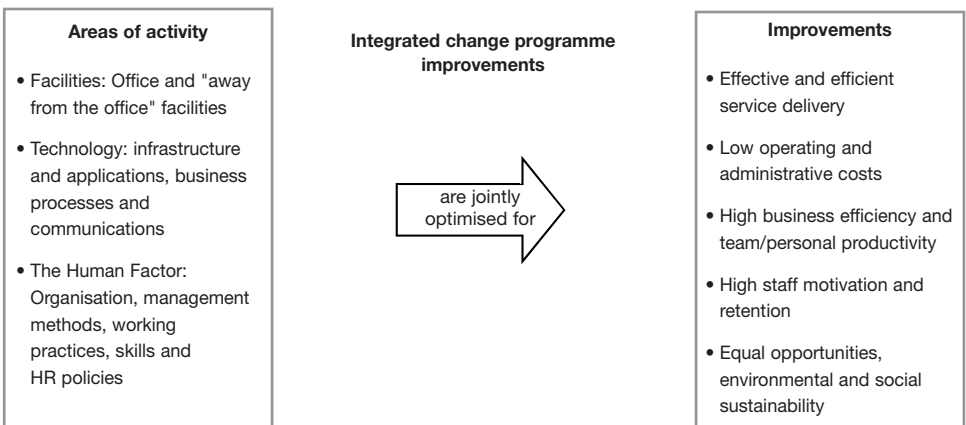 Areas of activity
• Facilities: Office and "away
from the office" facilities
• Technology: infrastructure
and applications, business
processes and
communications
• The Human Factor:
Organisation, management
methods, working
practices, skills and
HR policies
Integrated change programme
improvements
are jointly
optimised for
Improvements
• Effective and efficient
service delivery
• Low operating and
administrative costs
• High business efficiency and
team/personal productivity
• High staff motivation and
retention
• Equal opportunities,
environmental and social
sustainability